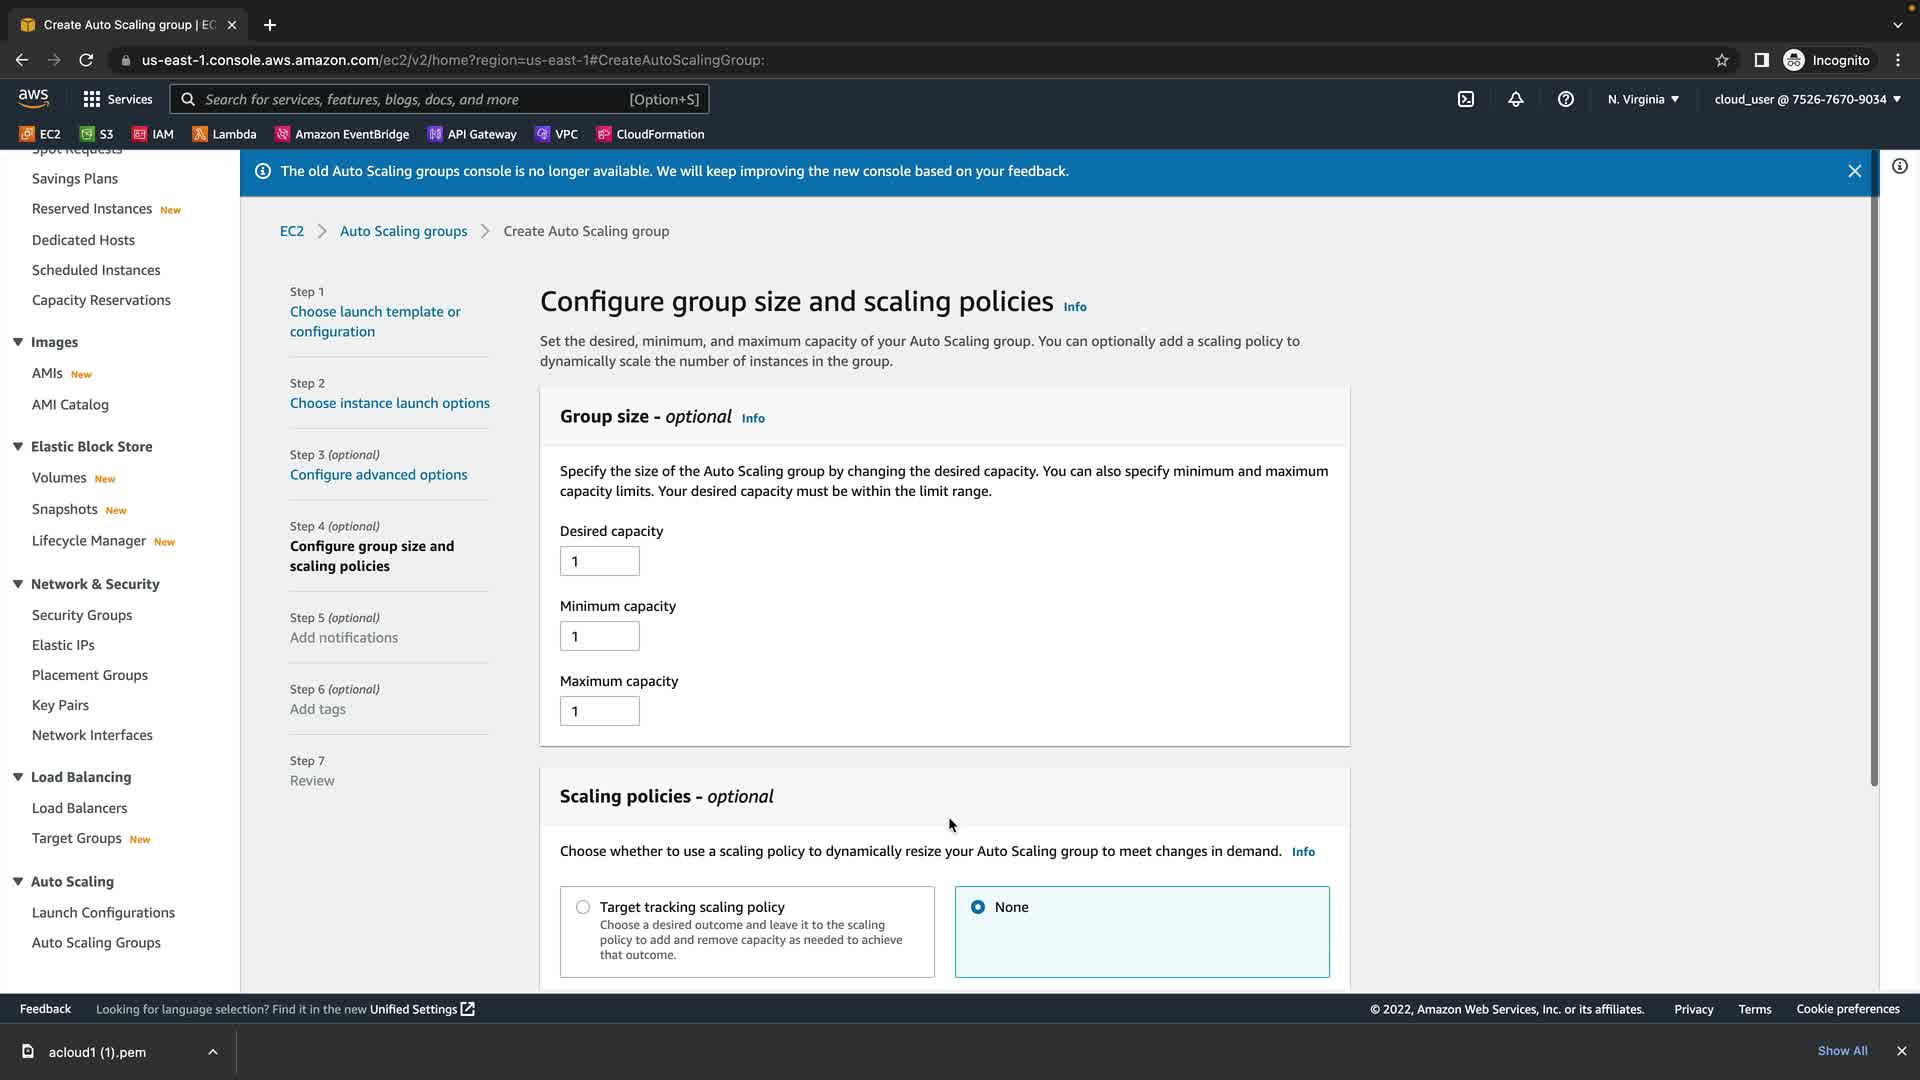 Create Auto Scaling group | EC
us-east-1.console.aws.amazon.com/ec2/v2/home?region=us-east-1#CreateAutoScalingGroup:
Incognito
aws
Services
Search for services, features, blogs, docs, and more
[Option+S]
N. Virginia
cloud_user @ 7526-7670-9034
EC2
S3
IAM
Lambda
Amazon EventBridge
API Gateway
VPC
CloudFormation
Spot Requests
Savings Plans
Reserved Instances New
Dedicated Hosts
Scheduled Instances
Capacity Reservations
Images
AMIs New
AMI Catalog
Elastic Block Store
Volumes New
Snapshots New
Lifecycle Manager New
Network & Security
Security Groups
Elastic IPs
Placement Groups
Key Pairs
Network Interfaces
Load Balancing
Load Balancers
Target Groups New
Auto Scaling
Launch Configurations
Auto Scaling Groups
The old Auto Scaling groups console is no longer available. We will keep improving the new console based on your feedback.
EC2
Auto Scaling groups
Create Auto Scaling group
Step 1
Choose launch template or
configuration
Step 2
Choose instance launch options
Step 3 (optional)
Configure advanced options
Step 4 (optional)
Configure group size and
scaling policies
Step 5 (optional)
Add notifications
Step 6 (optional)
Add tags
Step 7
Review
Configure group size and scaling policies Info
Set the desired, minimum, and maximum capacity of your Auto Scaling group. You can optionally add a scaling policy to
dynamically scale the number of instances in the group.
Group size - optional Info
Specify the size of the Auto Scaling group by changing the desired capacity. You can also specify minimum and maximum
capacity limits. Your desired capacity must be within the limit range.
Desired capacity
1
Minimum capacity
1
Maximum capacity
1
Scaling policies - optional
Choose whether to use a scaling policy to dynamically resize your Auto Scaling group to meet changes in demand. Info
Target tracking scaling policy
Choose a desired outcome and leave it to the scaling
policy to add and remove capacity as needed to achieve
that outcome.
None
Feedback
Looking for language selection? Find it in the new Unified Settings
© 2022, Amazon Web Services, Inc. or its affiliates.
Privacy
Terms
Cookie preferences
acloud1 (1).pem
Show All